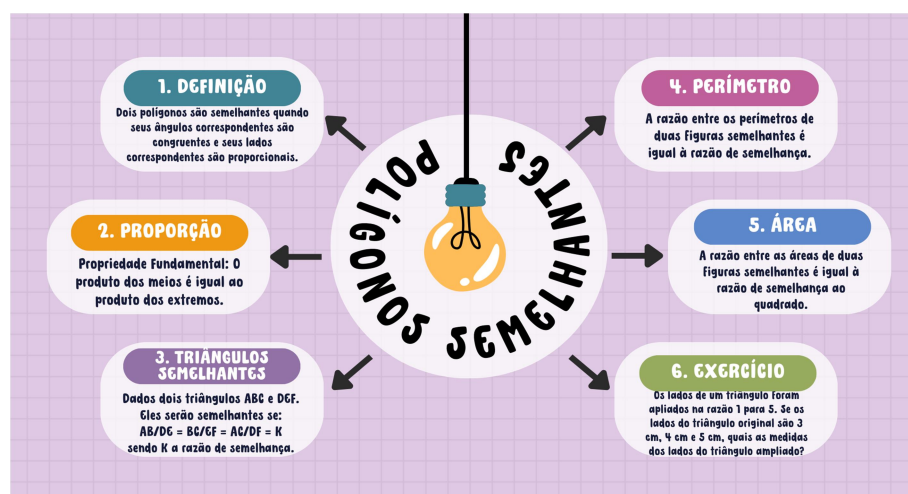 POLÍGONOS SEMELHANTES
1. DEFINIÇÃO
Dois polígonos são semelhantes quando
seus ângulos correspondentes são
congruentes e seus lados
correspondentes são proporcionais.
2. PROPORÇÃO
Propriedade Fundamental: O
produto dos meios é igual ao
produto dos extremos.
3. TRIÂNGULOS
SEMELHANTES
Dados dois triângulos ABC e DEF.
Eles serão semelhantes se:
AB/DE = BC/EF = AC/DF = K
sendo K a razão de semelhança.
4. PERÍMETRO
A razão entre os perímetros de
duas figuras semelhantes é
igual à razão de semelhança.
5. ÁREA
A razão entre as áreas de duas
figuras semelhantes é igual à
razão de semelhança ao
quadrado.
6. EXERCÍCIO
Os lados de um triângulo foram
apliados na razão 1 para 5. Se os
lados do triângulo original são 3
cm, 4 cm e 5 cm, quais as medidas
dos lados do triângulo ampliado?